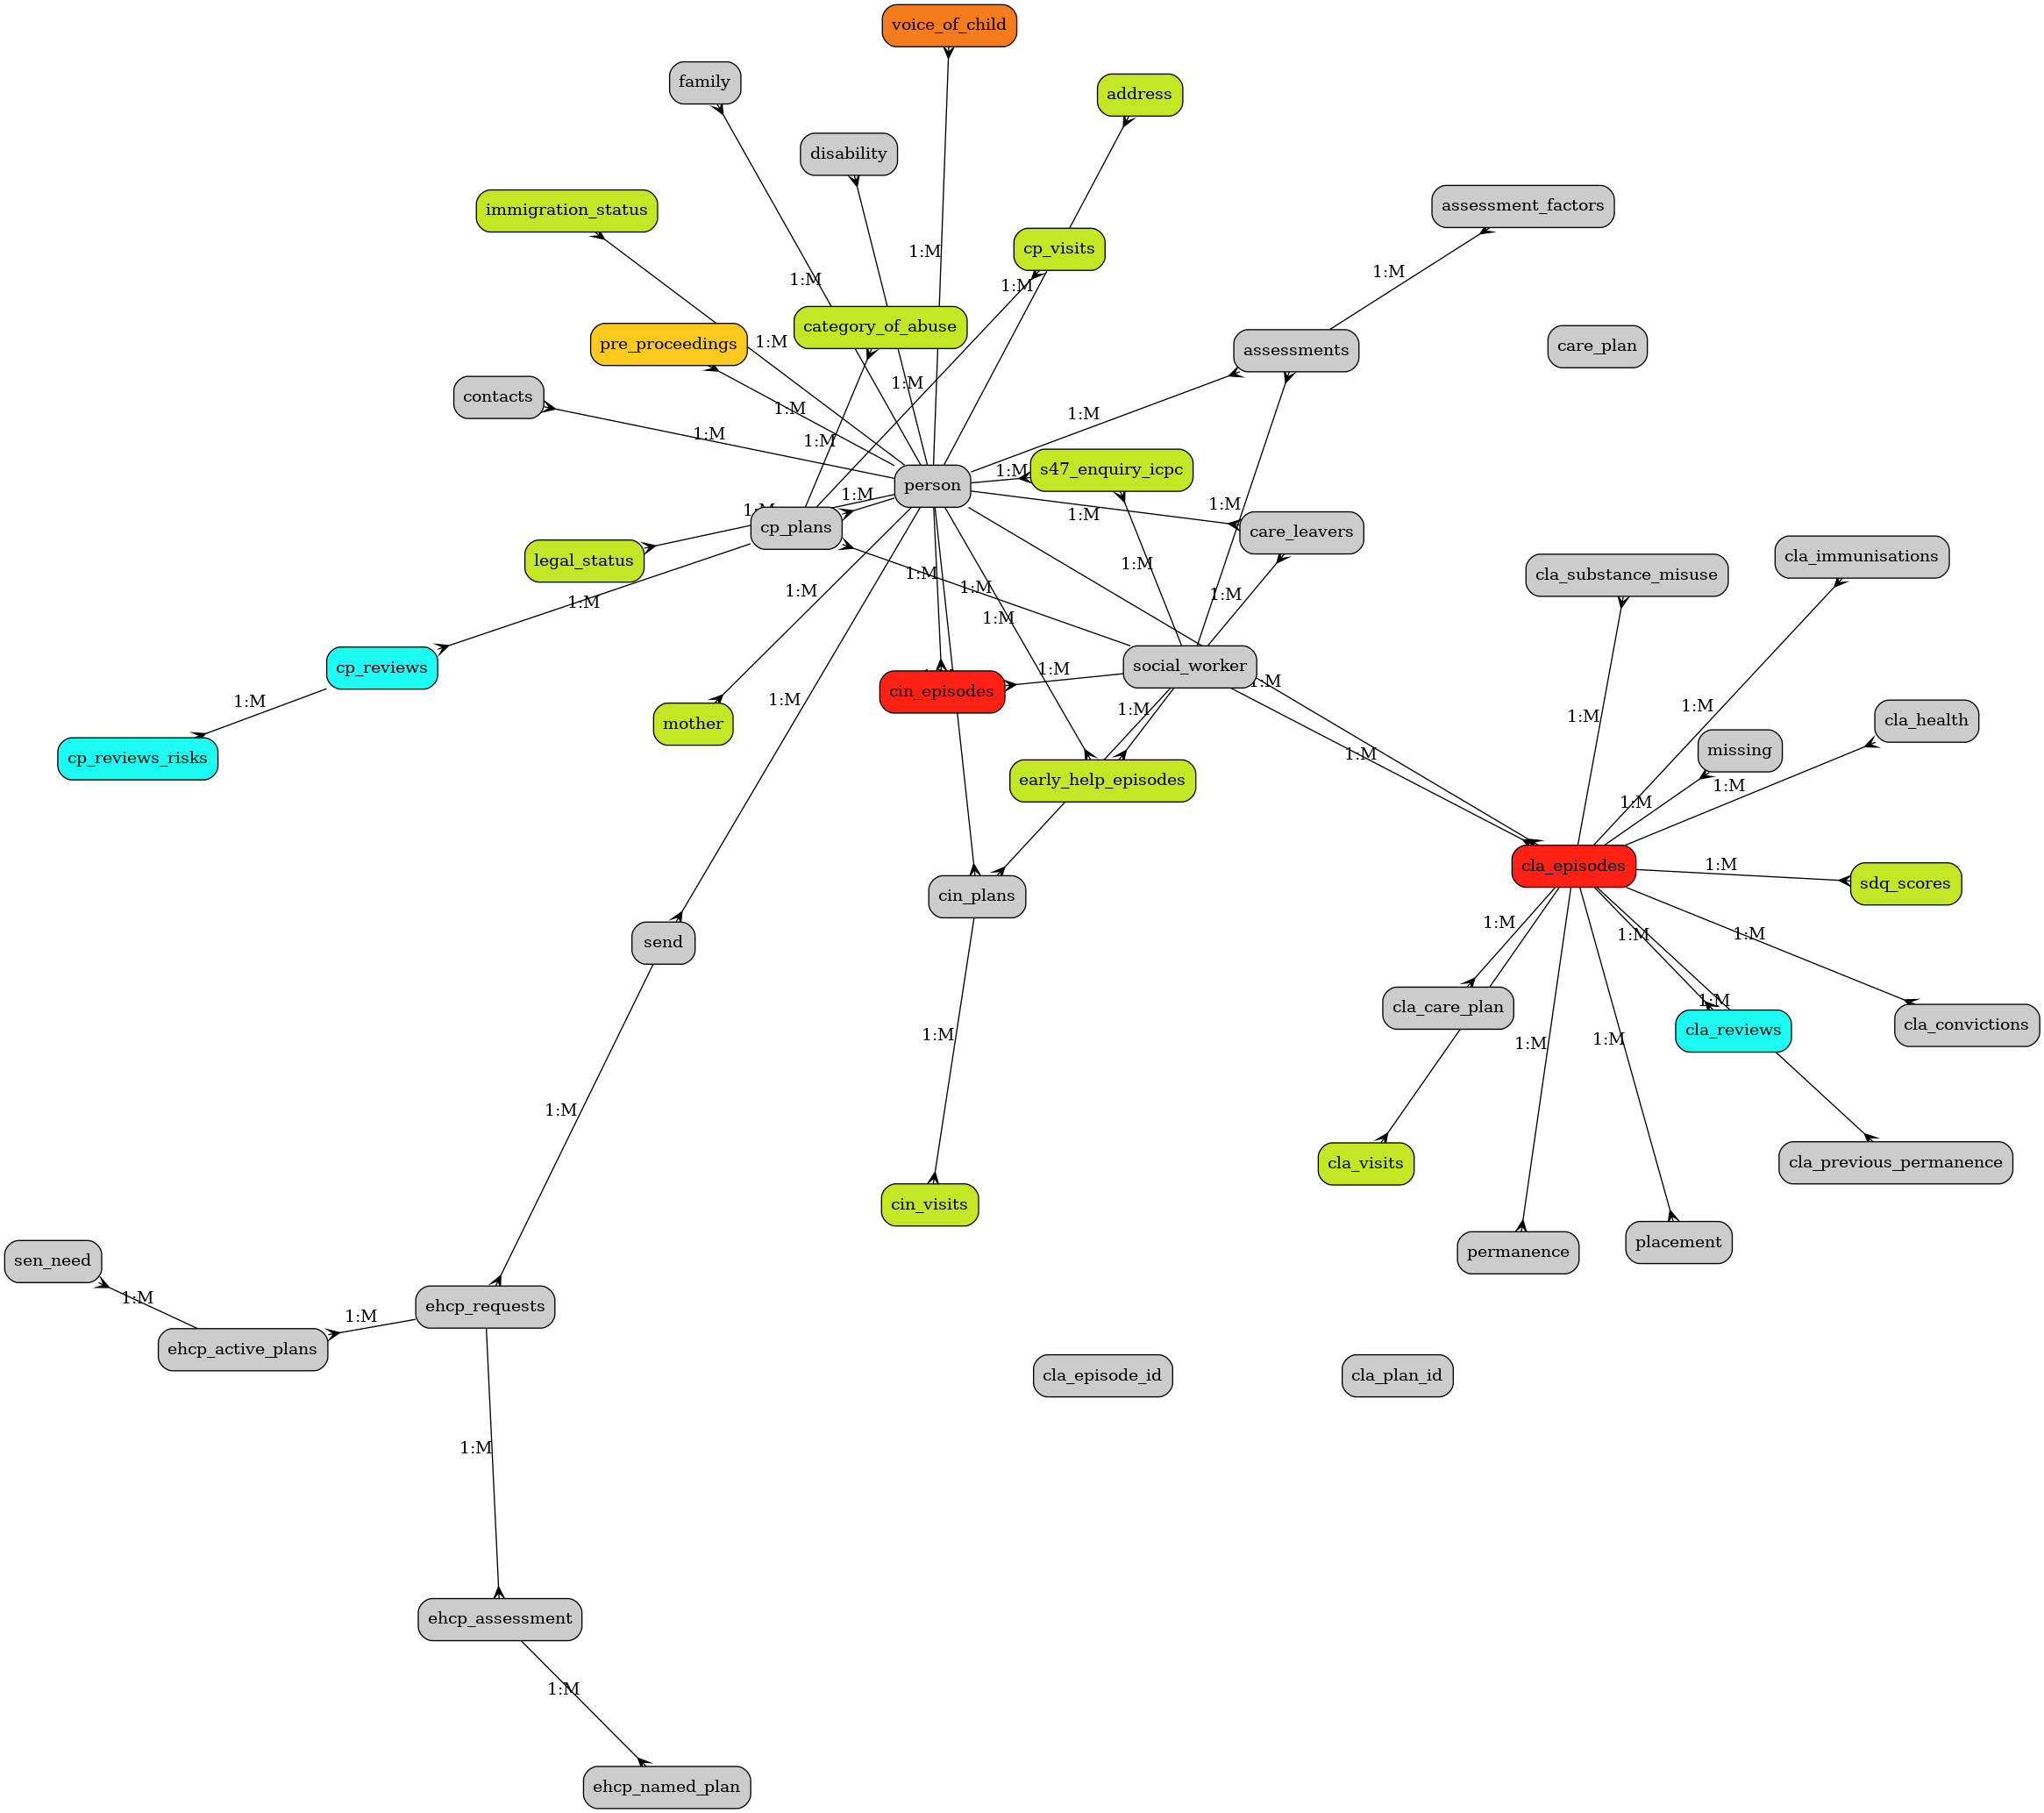 voice_of_child
family
address
disability
immigration_status
assessment_factors
cp_visits
1:M
1:M
1:M
1:M
category_of_abuse
pre_proceedings
1:M
assessments
care_plan
contacts
1:M
1:M
1:M
1:M
1:M
1:M
s47_enquiry_icpc
1:M
person
1:M
1:M
1:M
cp_plans
care_leavers
legal_status
cla_immunisations
1:M
cla_substance_misuse
1:M
1:M
1:M
1:M
1:M
1:M
cp_reviews
social_worker
1:M
1:M
1:M
cin_episodes
1:M
1:M
1:M
1:M
mother
1:M
cla_health
missing
cp_reviews_risks
1:M
early_help_episodes
1:M
1:M
cla_episodes
1:M
sdq_scores
cin_plans
1:M
1:M
1:M
send
1:M
cla_care_plan
cla_reviews
cla_convictions
1:M
1:M
1:M
1:M
cla_visits
cla_previous_permanence
cin_visits
placement
permanence
sen_need
1:M
ehcp_requests
1:M
ehcp_active_plans
cla_episode_id
cla_plan_id
1:M
ehcp_assessment
1:M
ehcp_named_plan